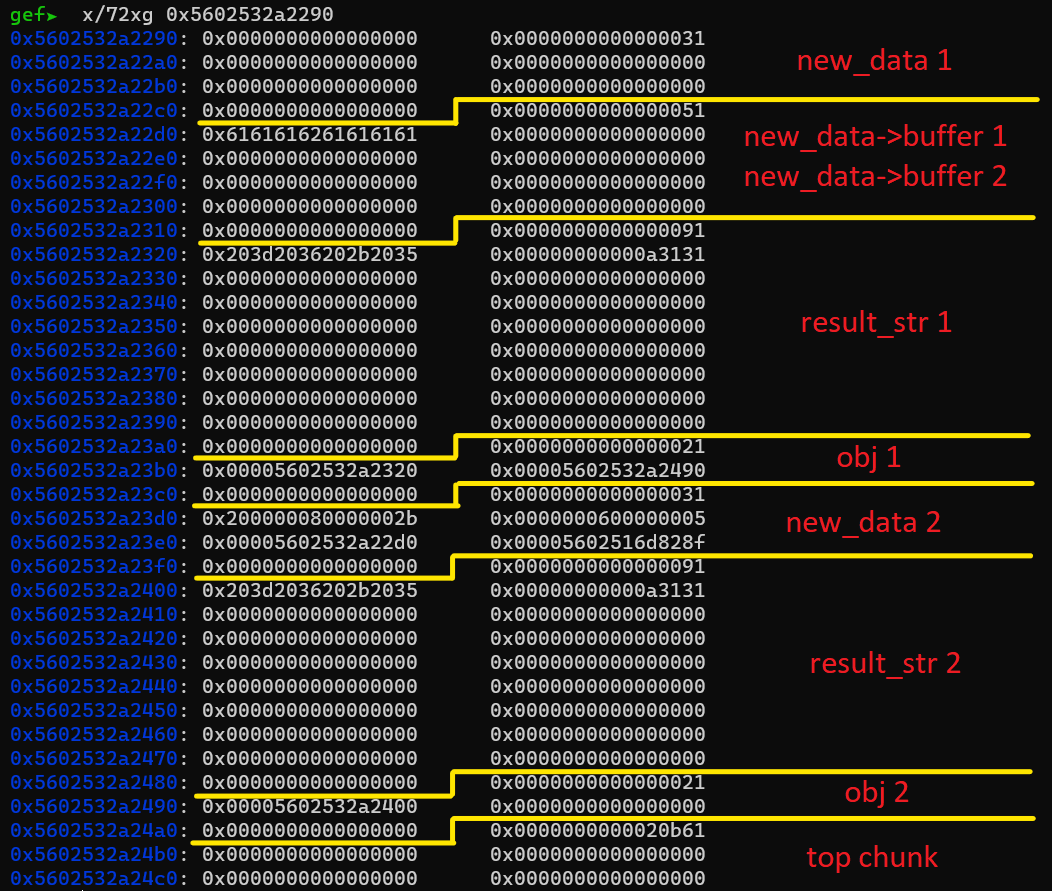 gef➤  x/72xg 0x5602532a2290
0x5602532a2290: 0x0000000000000000 0x0000000000000031
0x5602532a22a0: 0x0000000000000000 0x0000000000000000 new_data 1
0x5602532a22b0: 0x0000000000000000 0x0000000000000000
0x5602532a22c0: 0x0000000000000000 0x0000000000000051
0x5602532a22d0: 0x6161616261616161 0x0000000000000000 new_data->buffer 1
0x5602532a22e0: 0x0000000000000000 0x0000000000000000
0x5602532a22f0: 0x0000000000000000 0x0000000000000000 new_data->buffer 2
0x5602532a2300: 0x0000000000000000 0x0000000000000000
0x5602532a2310: 0x0000000000000000 0x0000000000000091
0x5602532a2320: 0x203d2036202b2035 0x00000000000a3131
0x5602532a2330: 0x0000000000000000 0x0000000000000000
0x5602532a2340: 0x0000000000000000 0x0000000000000000
0x5602532a2350: 0x0000000000000000 0x0000000000000000 result_str 1
0x5602532a2360: 0x0000000000000000 0x0000000000000000
0x5602532a2370: 0x0000000000000000 0x0000000000000000
0x5602532a2380: 0x0000000000000000 0x0000000000000000
0x5602532a2390: 0x0000000000000000 0x0000000000000000
0x5602532a23a0: 0x0000000000000000 0x0000000000000021
0x5602532a23b0: 0x00005602532a2320 0x00005602532a2490 obj 1
0x5602532a23c0: 0x0000000000000000 0x0000000000000031
0x5602532a23d0: 0x200000080000002b 0x0000000600000005 new_data 2
0x5602532a23e0: 0x00005602532a22d0 0x00005602516d828f
0x5602532a23f0: 0x0000000000000000 0x0000000000000091
0x5602532a2400: 0x203d2036202b2035 0x00000000000a3131
0x5602532a2410: 0x0000000000000000 0x0000000000000000
0x5602532a2420: 0x0000000000000000 0x0000000000000000
0x5602532a2430: 0x0000000000000000 0x0000000000000000 result_str 2
0x5602532a2440: 0x0000000000000000 0x0000000000000000
0x5602532a2450: 0x0000000000000000 0x0000000000000000
0x5602532a2460: 0x0000000000000000 0x0000000000000000
0x5602532a2470: 0x0000000000000000 0x0000000000000000
0x5602532a2480: 0x0000000000000000 0x0000000000000021
0x5602532a2490: 0x00005602532a2400 0x0000000000000000 obj 2
0x5602532a24a0: 0x0000000000000000 0x0000000000020b61
0x5602532a24b0: 0x0000000000000000 0x0000000000000000 top chunk
0x5602532a24c0: 0x0000000000000000 0x0000000000000000